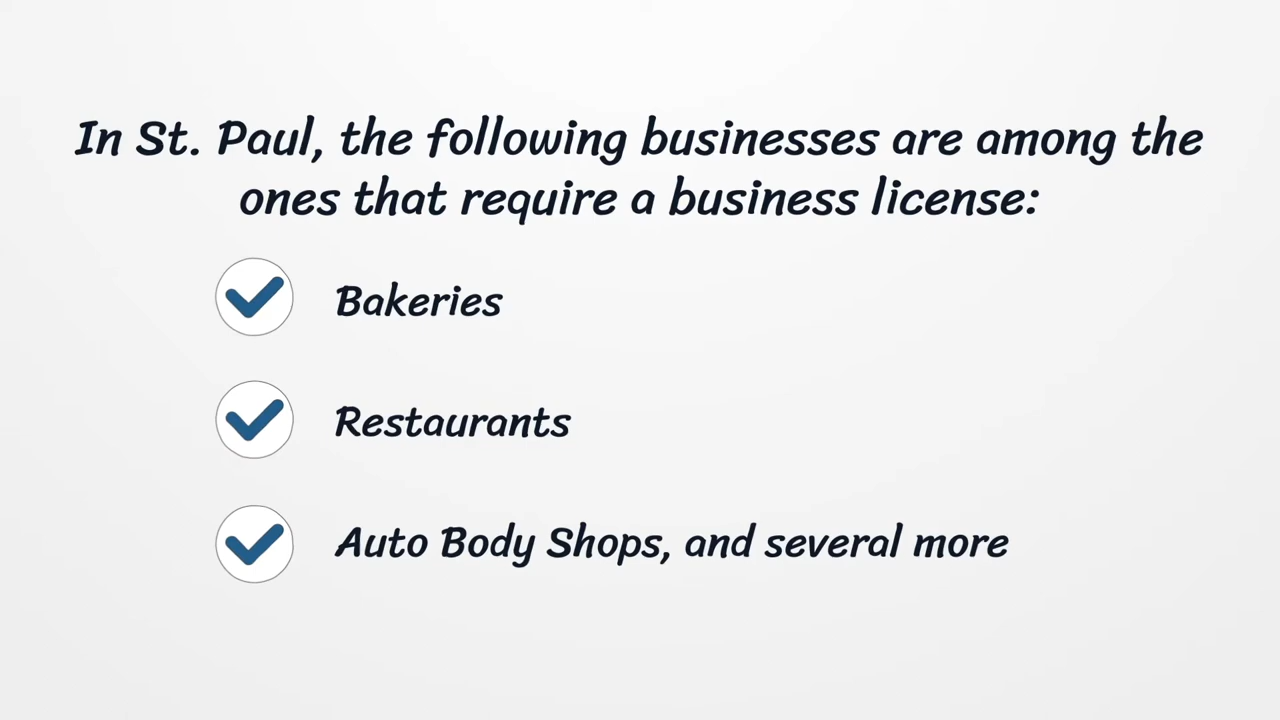 In St. Paul, the following businesses are among the
ones that require a business license:
Bakeries
Restaurants
Auto Body Shops, and several more